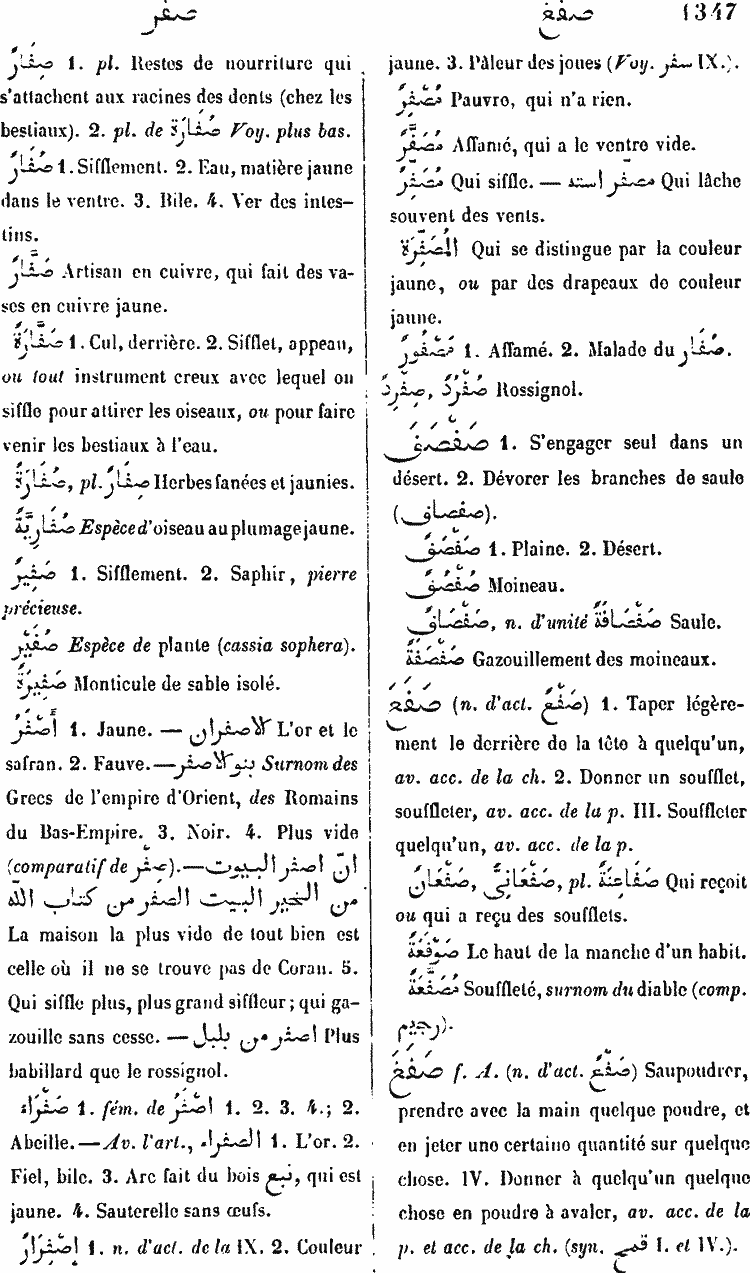 صفر
صفغ 1347
صِفَارٌ 1. pl. Restes de nourriture qui
s'attachent aux racines des dents (chez les
bestiaux). 2. pl. de صُفَارَةٌ Voy. plus bas.
صُفَارٌ 1. Sifflement. 2. Eau, matière jaune
dans le ventre. 3. Bile. 4. Ver des intes-
tins.
صَفَّارٌ Artisan en cuivre, qui fait des va-
ses en cuivre jaune.
صَفَّارَةٌ 1. Cul, derrière. 2. Sifflet, appeau,
ou tout instrument creux avec lequel on
siffle pour attirer les oiseaux, ou pour faire
venir les bestiaux à l'eau.
صُفَارَةٌ, pl. صِفَارٌ Herbes fanées et jaunies.
صُفَارِيَّةٌ Espèce d'oiseau au plumage jaune.
صَفِيرٌ 1. Sifflement. 2. Saphir, pierre
précieuse.
صُفَيْرٌ Espèce de plante (cassia sophera).
صَفِيرَةٌ Monticule de sable isolé.
أَصْفَرُ 1. Jaune. — الاصفران L'or et le
safran. 2. Fauve. — بنو الاصفر Surnom des
Grecs de l'empire d'Orient, des Romains
du Bas-Empire. 3. Noir. 4. Plus vide
(comparatif de صِفْر). — انّ اصفر البيوت
من الخير البيت الصفر من كتاب الله
La maison la plus vide de tout bien est
celle où il ne se trouve pas de Coran. 5.
Qui siffle plus, plus grand siffleur; qui ga-
zouille sans cesse. — اصفر من بلبل Plus
babillard que le rossignol.
صَفْرَاء 1. fém. de اصْفَرُ 1. 2. 3. 4.; 2.
Abeille. — Av. l'art., الصفراء 1. L'or. 2.
Fiel, bile. 3. Arc fait du bois نبع, qui est
jaune. 4. Sauterelle sans œufs.
إصْفِرَارٌ 1. n. d'act. de la IX. 2. Couleur
jaune. 3. Pâleur des joues (Voy. سفر IX.).
مُصْفِرٌ Pauvre, qui n'a rien.
مُصَفَّرٌ Affamé, qui a le ventre vide.
مُصَفِّرٌ Qui siffle. — مصفر استه Qui lâche
souvent des vents.
المُصَفِّرَةُ Qui se distingue par la couleur
jaune, ou par des drapeaux de couleur
jaune.
مَصْفُورٌ 1. Affamé. 2. Malade du صُفَار.
صُفْرُدٌ, صِفْرِدٌ Rossignol.
صَفْصَفَ 1. S'engager seul dans un
désert. 2. Dévorer les branches de saule
(صفصاف).
صَفْصَفٌ 1. Plaine. 2. Désert.
صُفْصُفٌ Moineau.
صَفْصَافٌ, n. d'unité صَفْصَافَةٌ Saule.
صَفْصَفَةٌ Gazouillement des moineaux.
صَفَعَ (n. d'act. صَفْعٌ) 1. Taper légère-
ment le derrière de la tête à quelqu'un,
av. acc. de la ch. 2. Donner un soufflet,
souffleter, av. acc. de la p. III. Souffleter
quelqu'un, av. acc. de la p.
صَفْعَانٌ, صَفْعَانِيٌّ, pl. صَفَاعِنَةٌ Qui reçoit
ou qui a reçu des soufflets.
صَوْفَعَةٌ Le haut de la manche d'un habit.
مُصَفَّعَةٌ Souffleté, surnom du diable (comp.
رجيم).
صَفَغَ f. A. (n. d'act. صَفْغٌ) Saupoudrer,
prendre avec la main quelque poudre, et
en jeter une certaine quantité sur quelque
chose. IV. Donner à quelqu'un quelque
chose en poudre à avaler, av. acc. de la
p. et acc. de la ch. (syn. قمح I. et IV.).